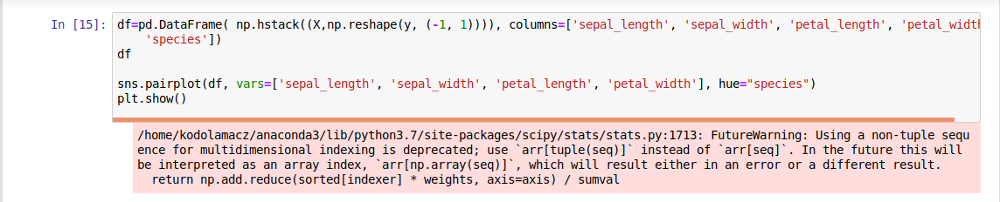 In [15]: df=pd.DataFrame( np.hstack((X,np.reshape(y, (-1, 1)))), columns=['sepal_length', 'sepal_width', 'petal_length', 'petal_width
'species'])
df
sns.pairplot(df, vars=['sepal_length', 'sepal_width', 'petal_length', 'petal_width'], hue="species")
plt.show()
/home/kodolamacz/anaconda3/lib/python3.7/site-packages/scipy/stats/stats.py:1713: FutureWarning: Using a non-tuple sequ
ence for multidimensional indexing is deprecated; use `arr[tuple(seq)]` instead of `arr[seq]`. In the future this will
be interpreted as an array index, `arr[np.array(seq)]`, which will result either in an error or a different result.
return np.add.reduce(sorted[indexer] * weights, axis=axis) / sumval